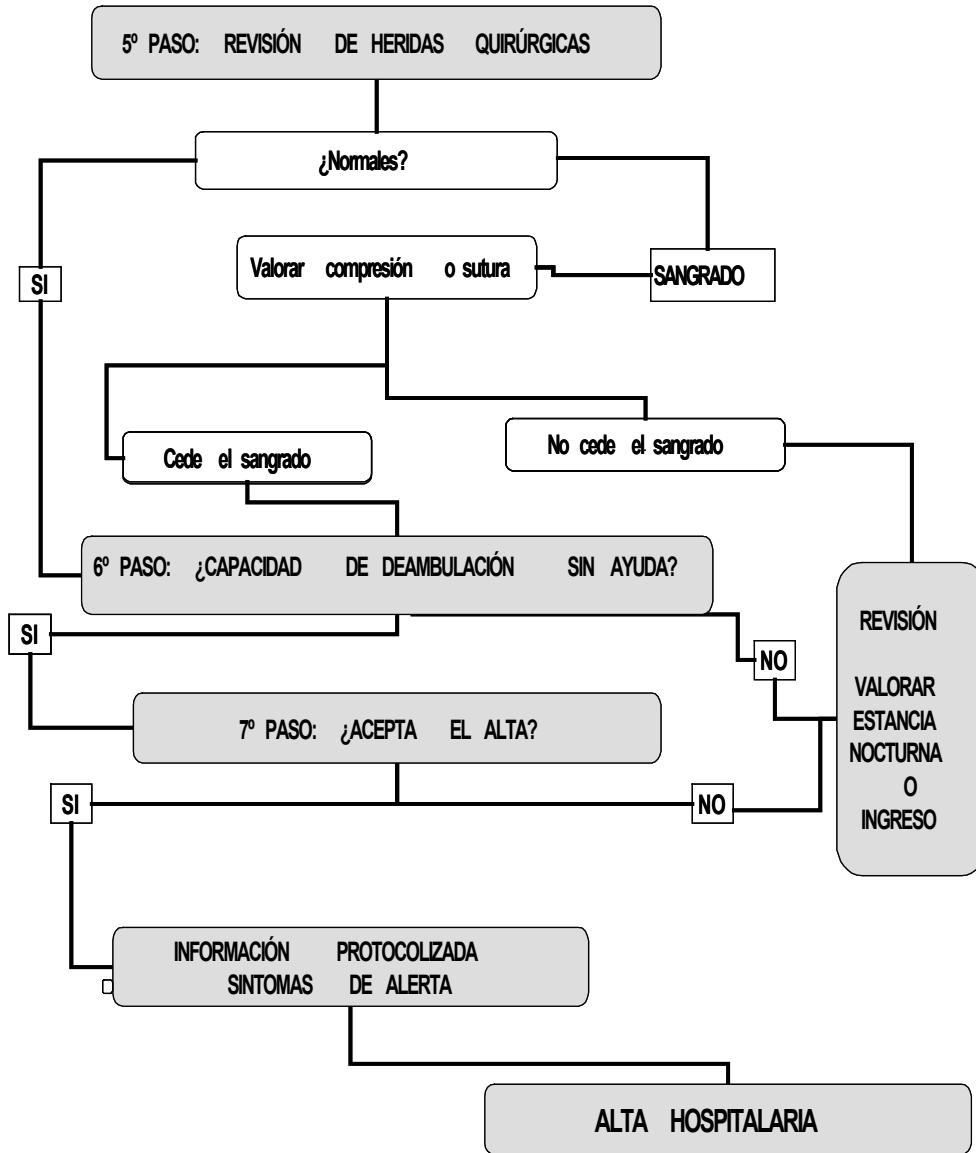 5º PASO: REVISIÓN DE HERIDAS QUIRÚRGICAS
¿Normales?
SI
Valorar compresión o sutura
SANGRADO
Cede el sangrado
No cede el sangrado
6º PASO: ¿CAPACIDAD DE DEAMBULACIÓN SIN AYUDA?
SI
NO
REVISIÓN
VALORAR
ESTANCIA
NOCTURNA
O
INGRESO
7º PASO: ¿ACEPTA EL ALTA?
SI
NO
INFORMACIÓN PROTOCOLIZADA
SINTOMAS DE ALERTA
ALTA HOSPITALARIA